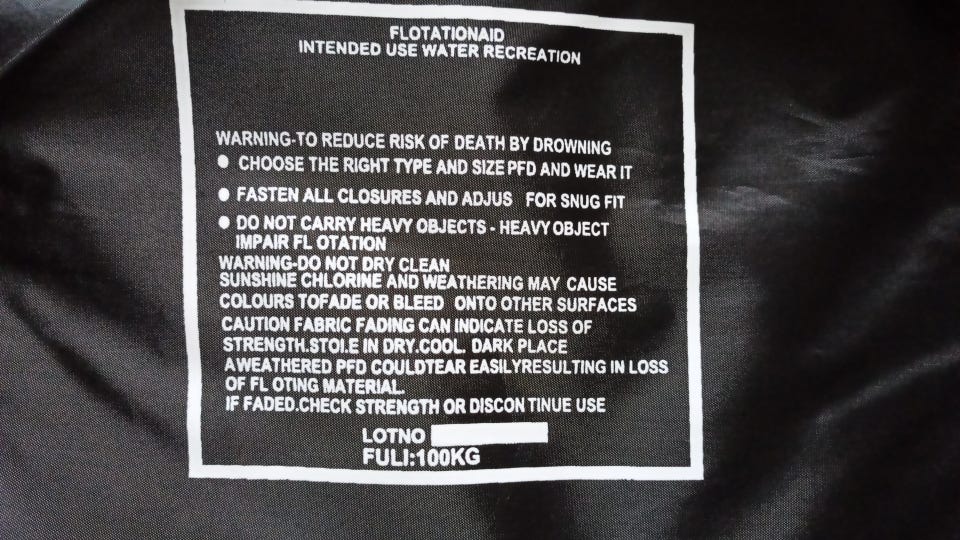 FLOTATIONAID
INTENDED USE WATER RECREATION
WARNING-TO REDUCE RISK OF DEATH BY DROWNING
● CHOOSE THE RIGHT TYPE AND SIZE PFD AND WEAR IT
● FASTEN ALL CLOSURES AND ADJUS FOR SNUG FIT
● DO NOT CARRY HEAVY OBJECTS - HEAVY OBJECT
IMPAIR FL OTATION
WARNING-DO NOT DRY CLEAN
SUNSHINE CHLORINE AND WEATHERING MAY CAUSE
COLOURS TOFADE OR BLEED ONTO OTHER SURFACES
CAUTION FABRIC FADING CAN INDICATE LOSS OF
STRENGTH.STOI.E IN DRY.COOL. DARK PLACE
AWEATHERED PFD COULDTEAR EASILYRESULTING IN LOSS
OF FL OTING MATERIAL.
IF FADED.CHECK STRENGTH OR DISCON TINUE USE
LOTNO
FULI:100KG